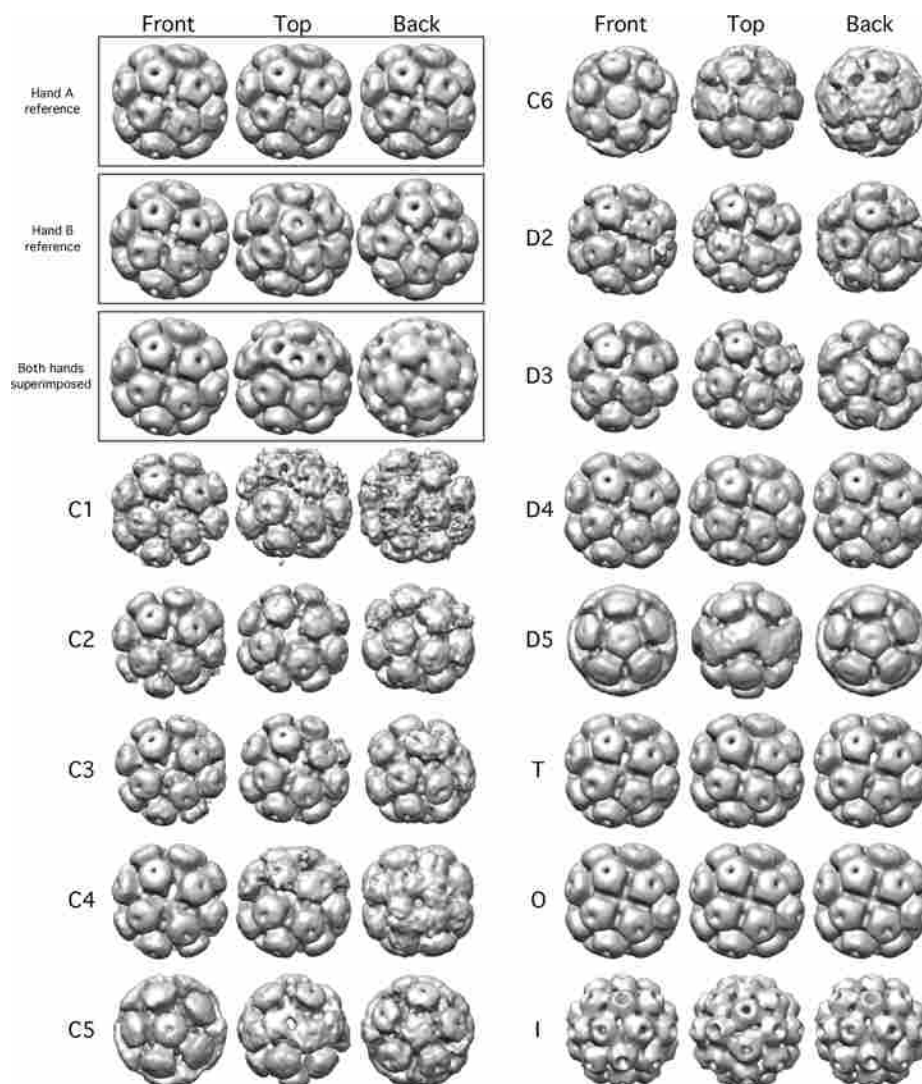 Front Top Back
Hand A
reference
Hand B
reference
Both hands
superimposed
C1
C2
C3
C4
C5
Front Top Back
C6
D2
D3
D4
D5
T
O
I